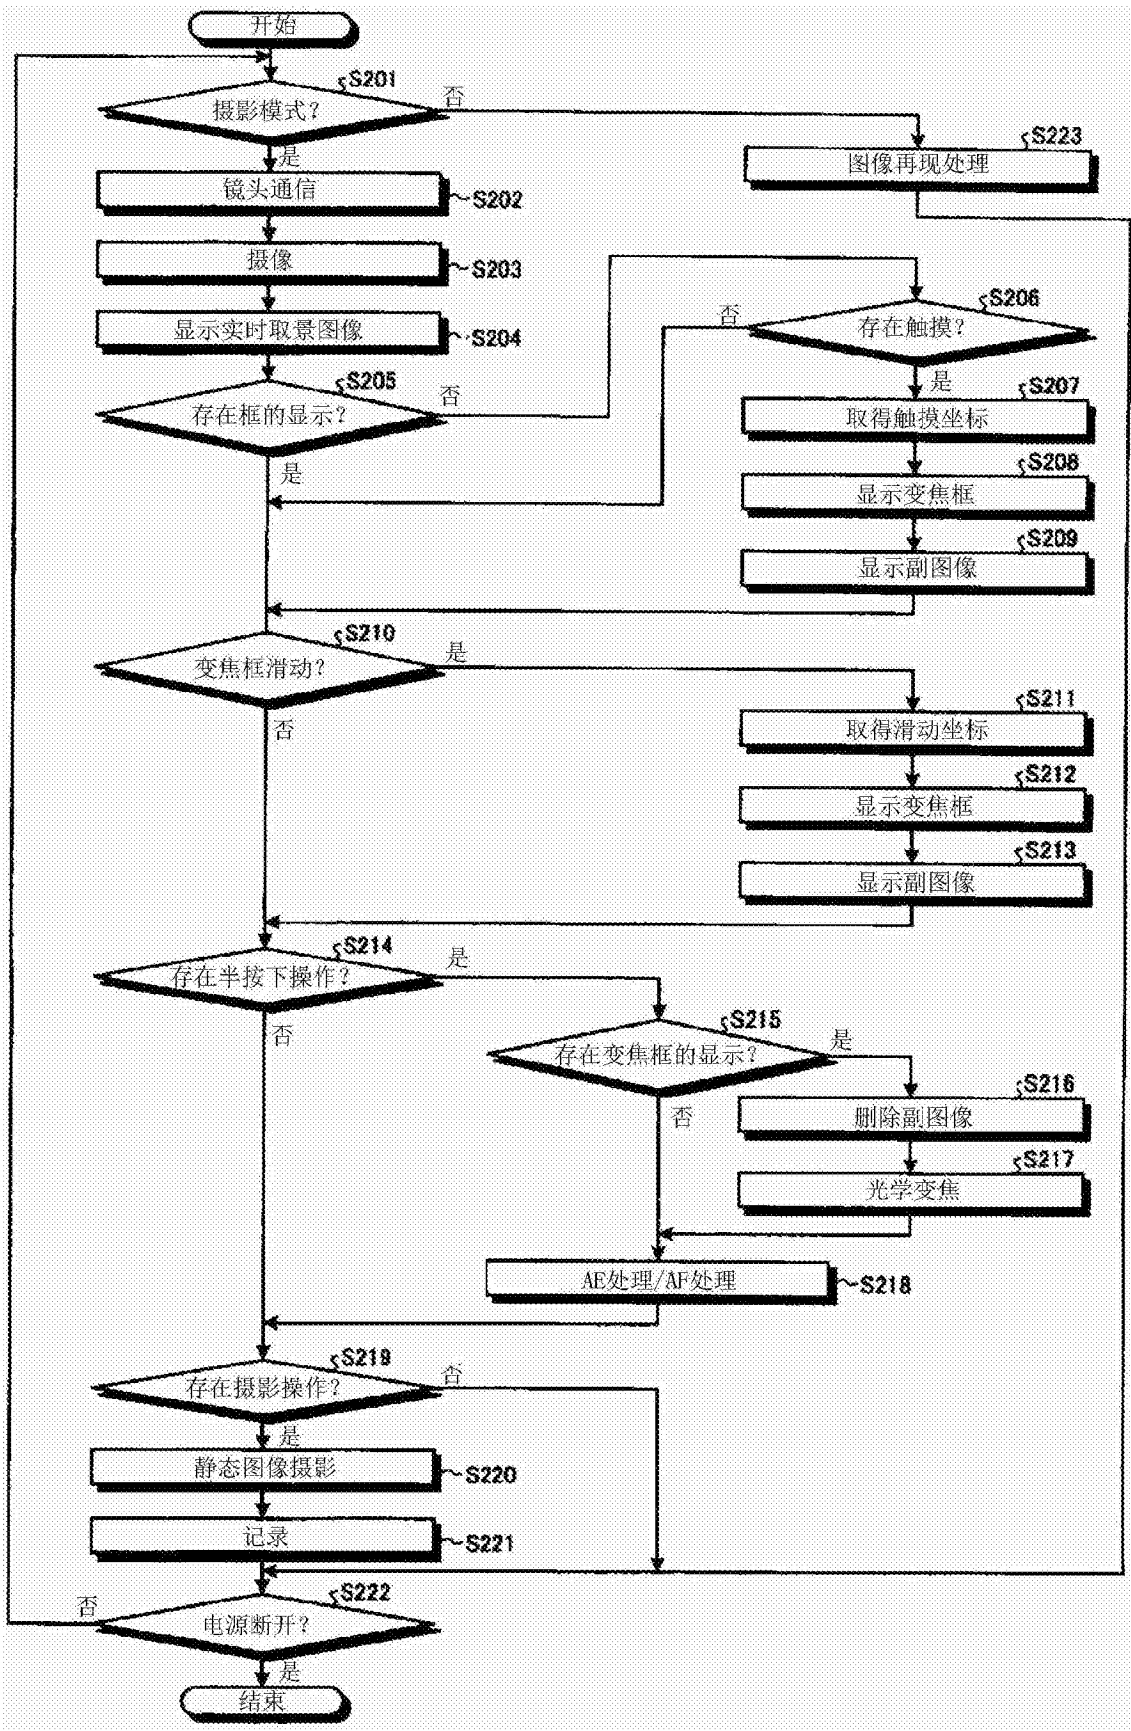 开始
S201
摄影模式?
否
是
S223
图像再现处理
镜头通信
S202
摄像
S203
显示实时取景图像
S204
S205
存在框的显示?
否
是
S206
存在触摸?
否
是
S207
取得触摸坐标
S208
显示变焦框
S209
显示副图像
S210
变焦框滑动?
是
否
S211
取得滑动坐标
S212
显示变焦框
S213
显示副图像
S214
存在半按下操作?
是
否
S215
存在变焦框的显示?
是
否
S216
删除副图像
S217
光学变焦
AE处理/AF处理
S218
S219
存在摄影操作?
否
是
静态图像摄影
S220
记录
S221
S222
电源断开?
否
是
结束